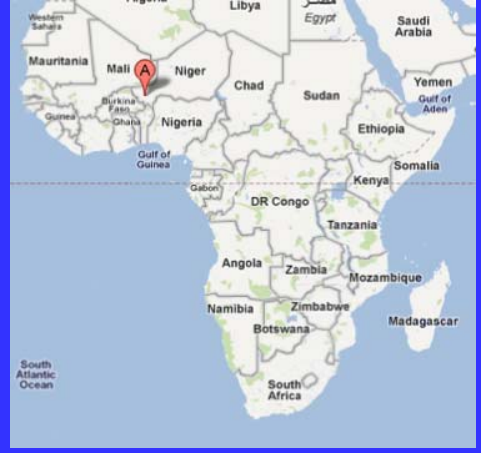 Libya
مصر
Egypt
Western
Sahara
Saudi
Arabia
Mauritania
Mali
A
Niger
Chad
Sudan
Yemen
Gulf of
Aden
Burkina
Faso
Guinea
Ghana
Nigeria
Ethiopia
Gulf of
Guinea
Somalia
Gabon
Kenya
DR Congo
Tanzania
Angola
Zambia
Mozambique
Namibia
Zimbabwe
Botswana
Madagascar
South
Atlantic
Ocean
South
Africa